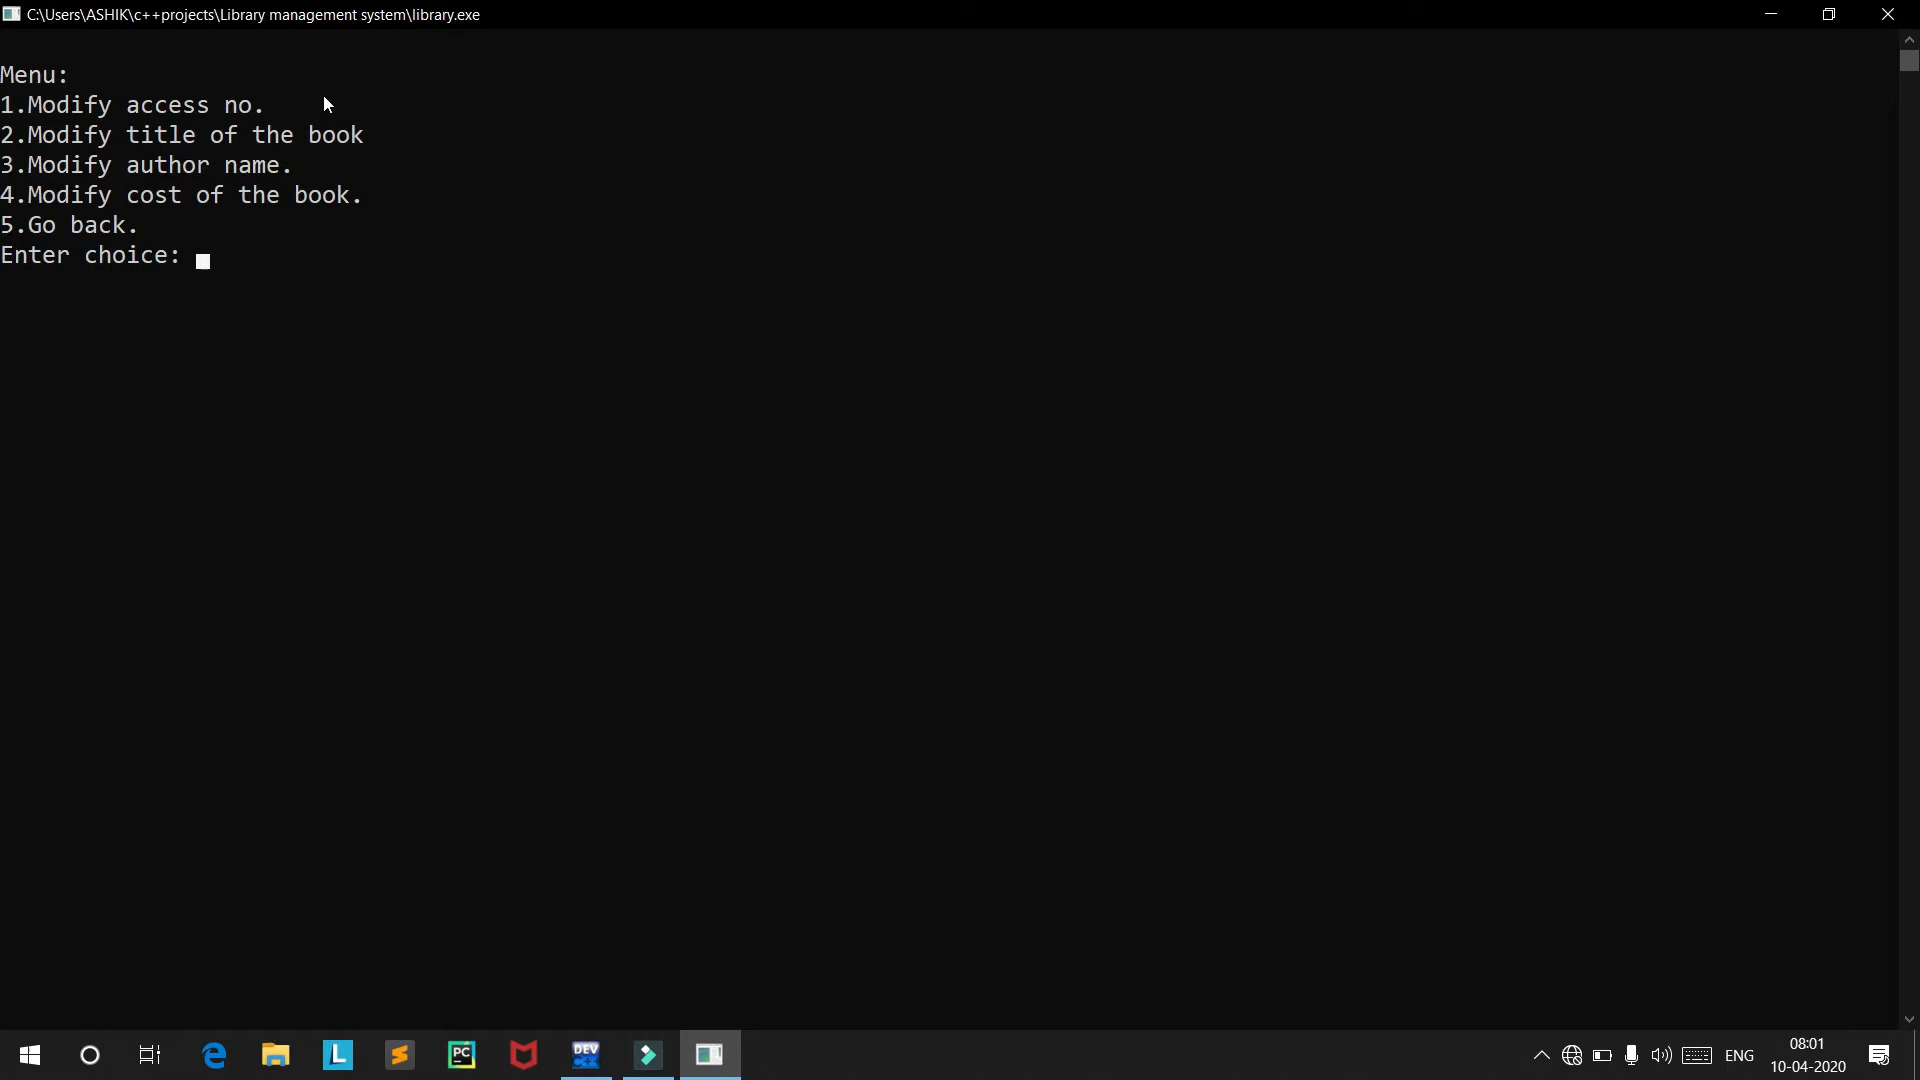 C:\Users\ASHIK\c++projects\Library management system\library.exe
Menu:
1.Modify access no.
2.Modify title of the book
3.Modify author name.
4.Modify cost of the book.
5.Go back.
Enter choice:
L
S
PC
DEV
ENG
08:01
10-04-2020